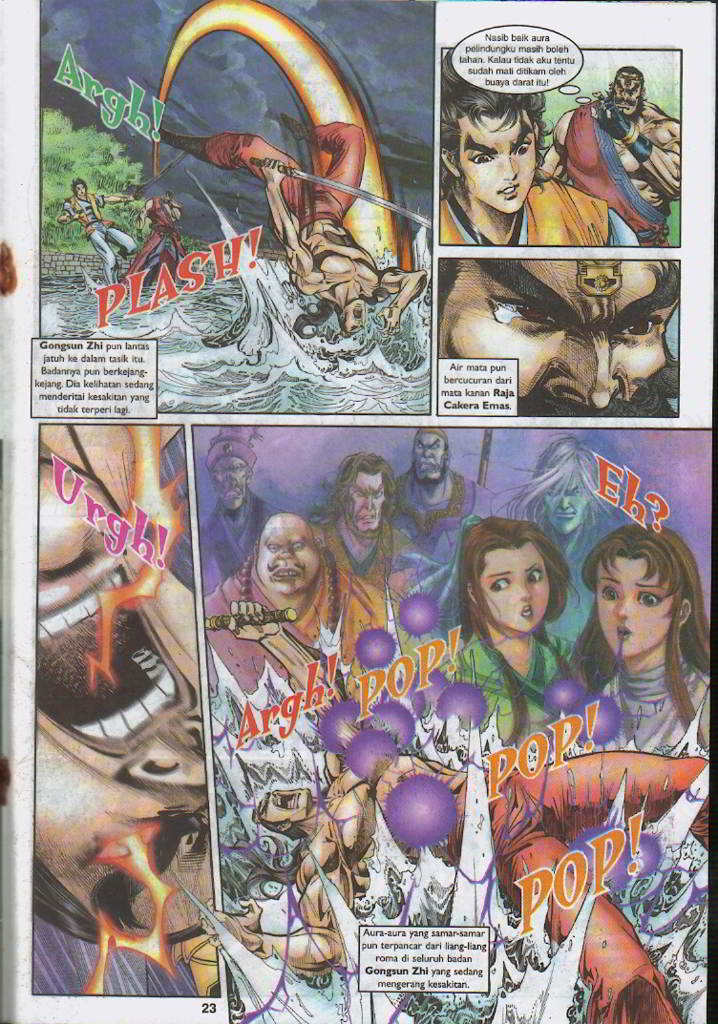 Argh!
PLASH!
Gongsun Zhi pun lantas
jatuh ke dalam tasik itu.
Badannya pun berkejang-
kejang. Dia kelihatan sedang
menderitai kesakitan yang
tidak terperi lagi.
Nasib baik aura
pelindungku masih boleh
tahan. Kalau tidak aku tentu
sudah mati ditikam oleh
buaya darat itu!
Air mata pun
bercucuran dari
mata kanan Raja
Cakera Emas.
Urgh!
Eh?
Argh!
POP!
POP!
POP!
Aura-aura yang samar-samar
pun terpancar dari liang-liang
roma di seluruh badan
Gongsun Zhi yang sedang
mengerang kesakitan.
23